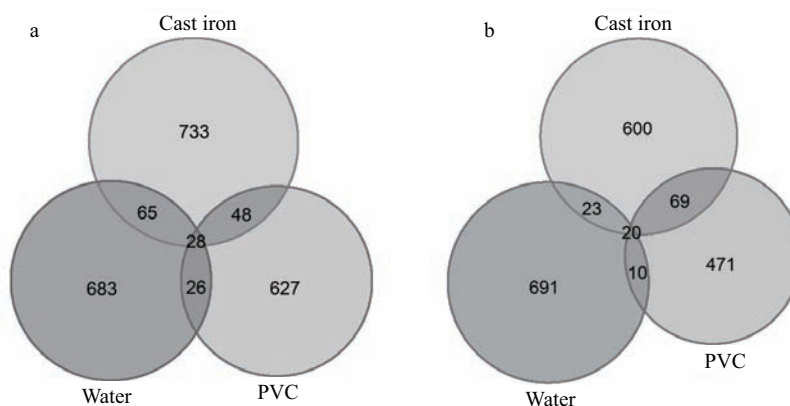 a
Cast iron
733
65
48
28
683
26
627
Water
PVC
b
Cast iron
600
23
69
20
691
10
471
Water
PVC